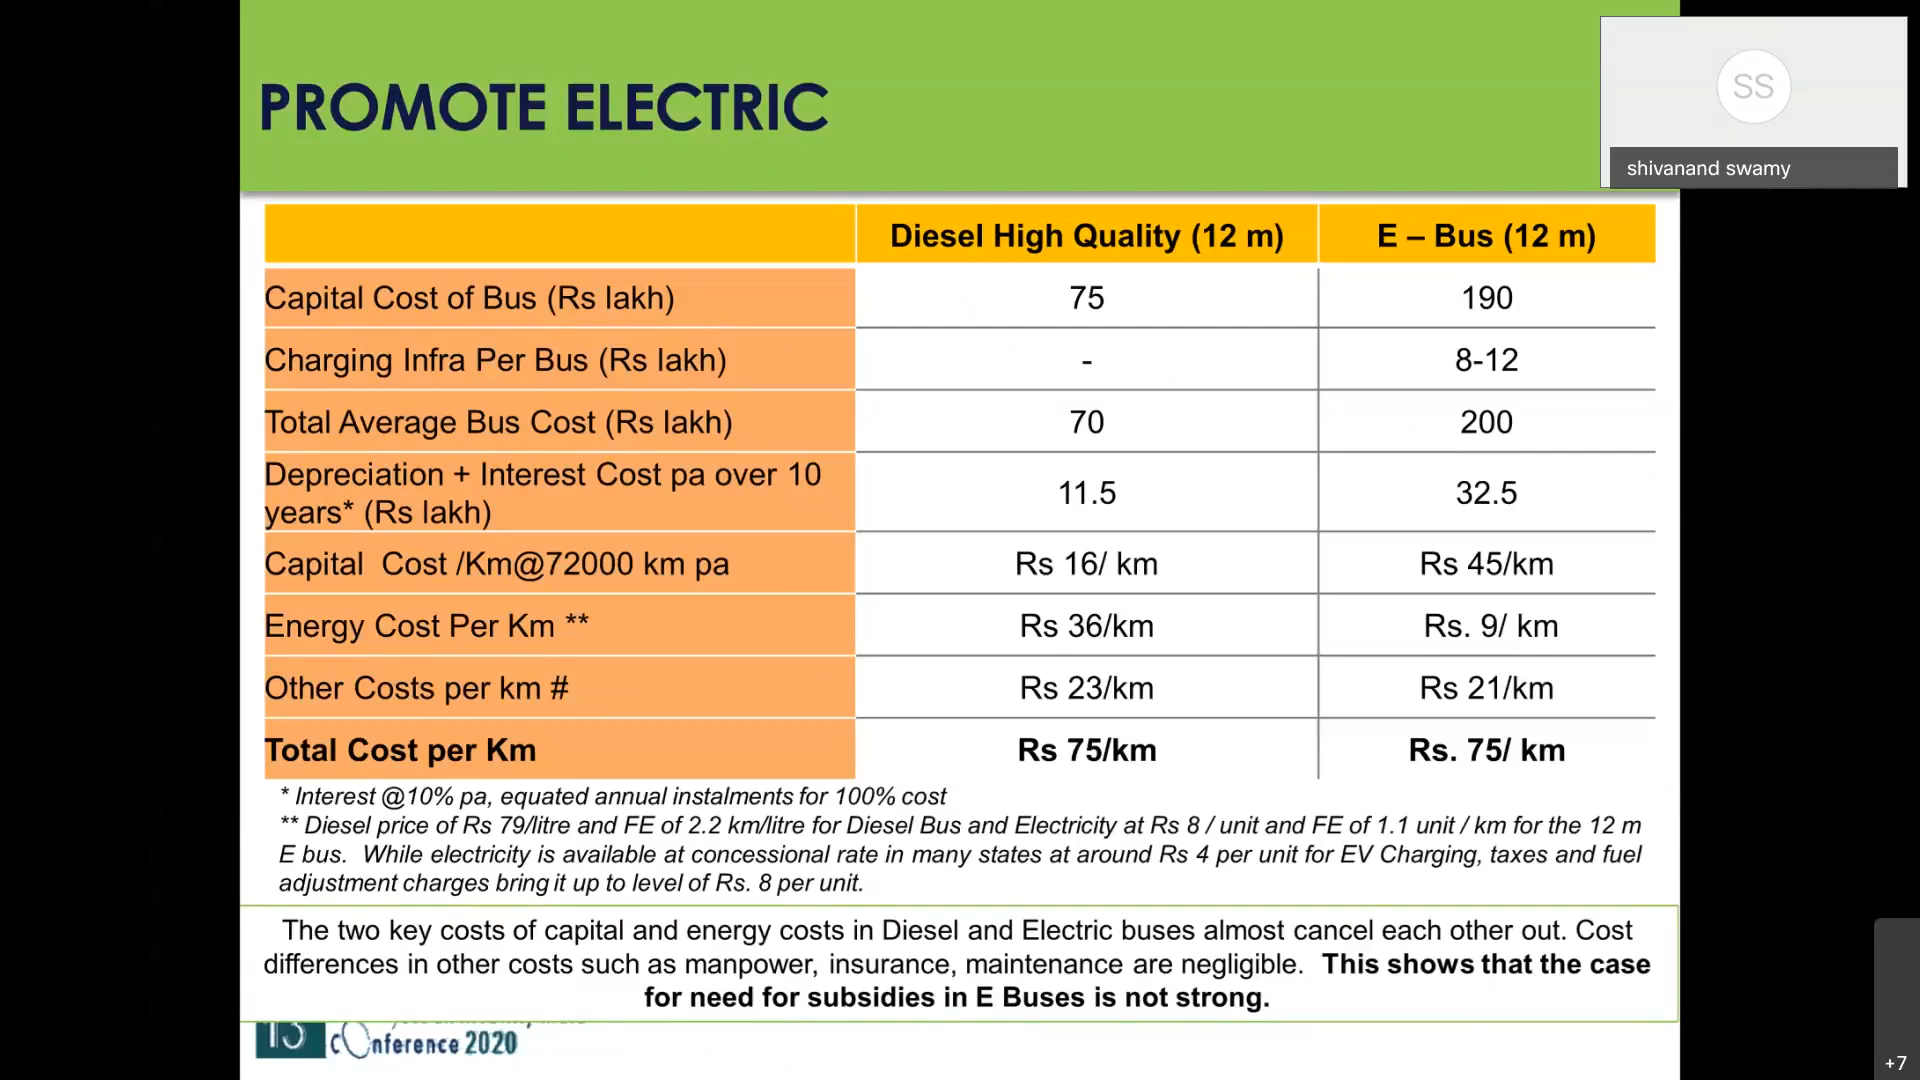 PROMOTE ELECTRIC
SS
shivanand swamy
Diesel High Quality (12 m) E – Bus (12 m)
Capital Cost of Bus (Rs lakh) 75 190
Charging Infra Per Bus (Rs lakh) - 8-12
Total Average Bus Cost (Rs lakh) 70 200
Depreciation + Interest Cost pa over 10
years* (Rs lakh) 11.5 32.5
Capital Cost /Km@72000 km pa Rs 16/ km Rs 45/km
Energy Cost Per Km ** Rs 36/km Rs. 9/ km
Other Costs per km # Rs 23/km Rs 21/km
Total Cost per Km Rs 75/km Rs. 75/ km
* Interest @10% pa, equated annual instalments for 100% cost
** Diesel price of Rs 79/litre and FE of 2.2 km/litre for Diesel Bus and Electricity at Rs 8 / unit and FE of 1.1 unit / km for the 12 m
E bus. While electricity is available at concessional rate in many states at around Rs 4 per unit for EV Charging, taxes and fuel
adjustment charges bring it up to level of Rs. 8 per unit.
The two key costs of capital and energy costs in Diesel and Electric buses almost cancel each other out. Cost
differences in other costs such as manpower, insurance, maintenance are negligible. This shows that the case
for need for subsidies in E Buses is not strong.
13
cOnference 2020
+7